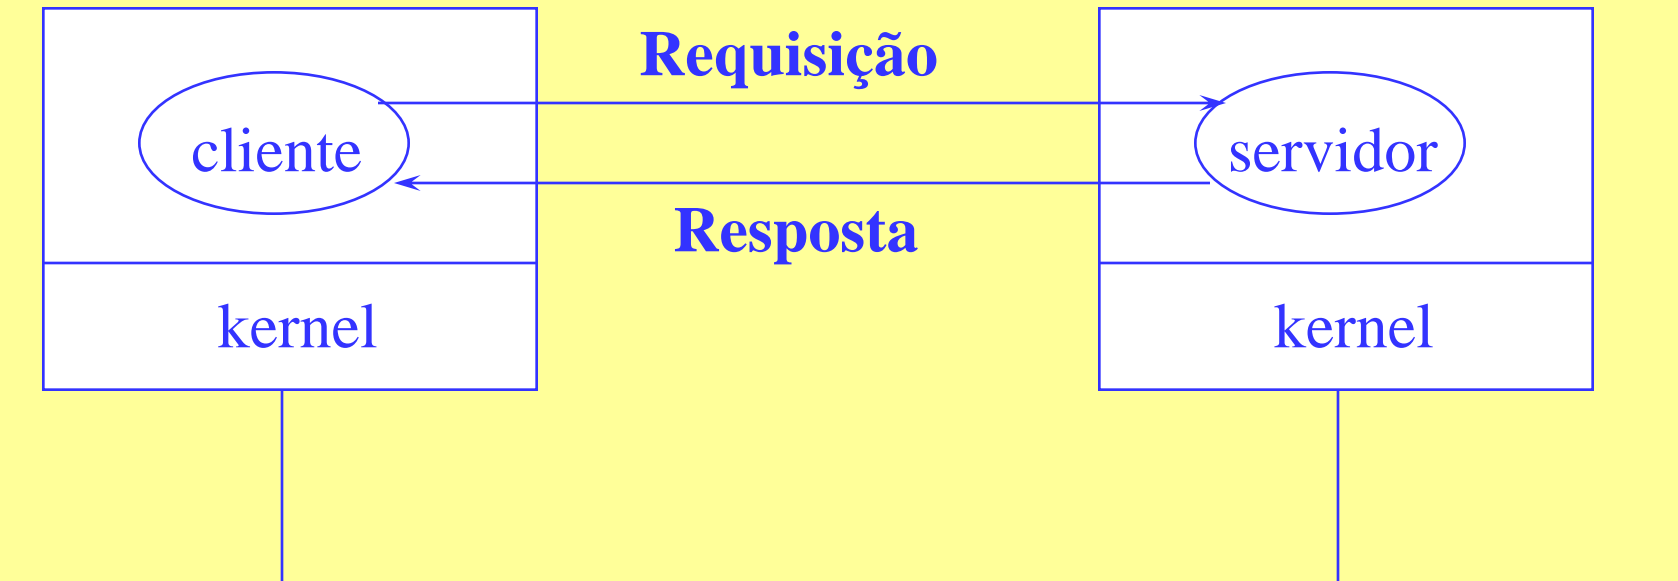 Requisição
cliente
servidor
Resposta
kernel
kernel